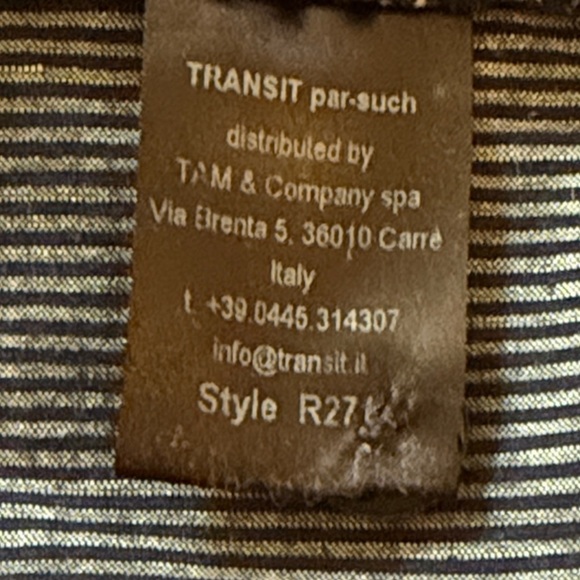 TRANSIT par-such
distributed by
TAM & Company spa
Via Brenta 5, 36010 Carrè
Italy
t. +39.0445.314307
info@transit.it
Style